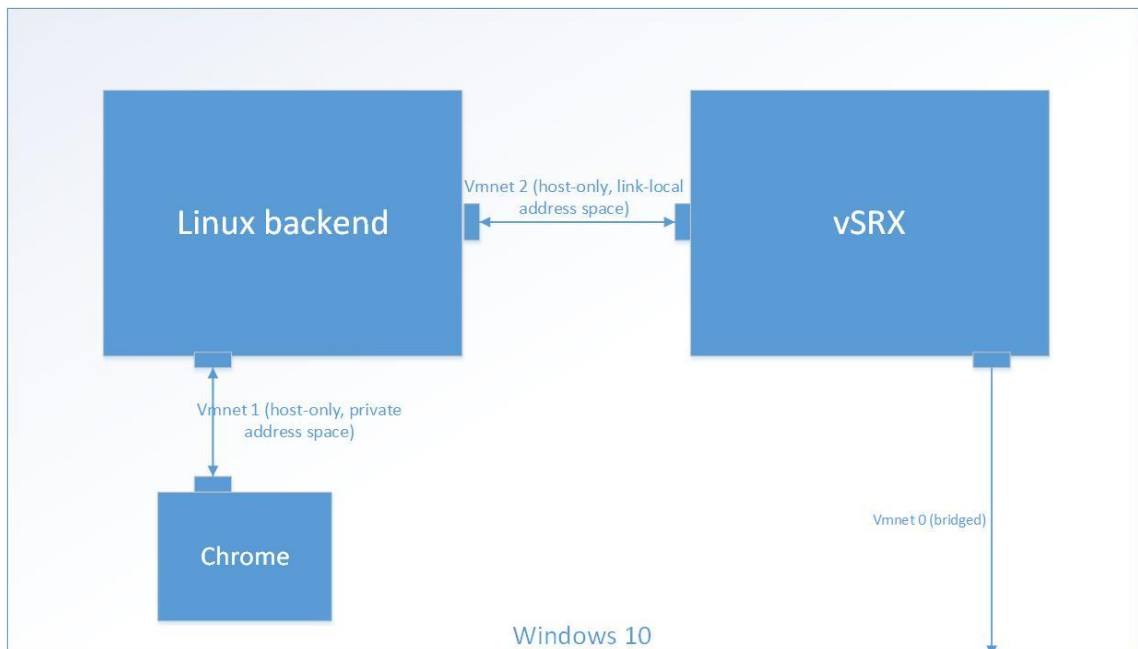 Linux backend
Vmnet 2 (host-only, link-local
address space)
vSRX
Vmnet 1 (host-only, private
address space)
Chrome
Vmnet 0 (bridged)
Windows 10